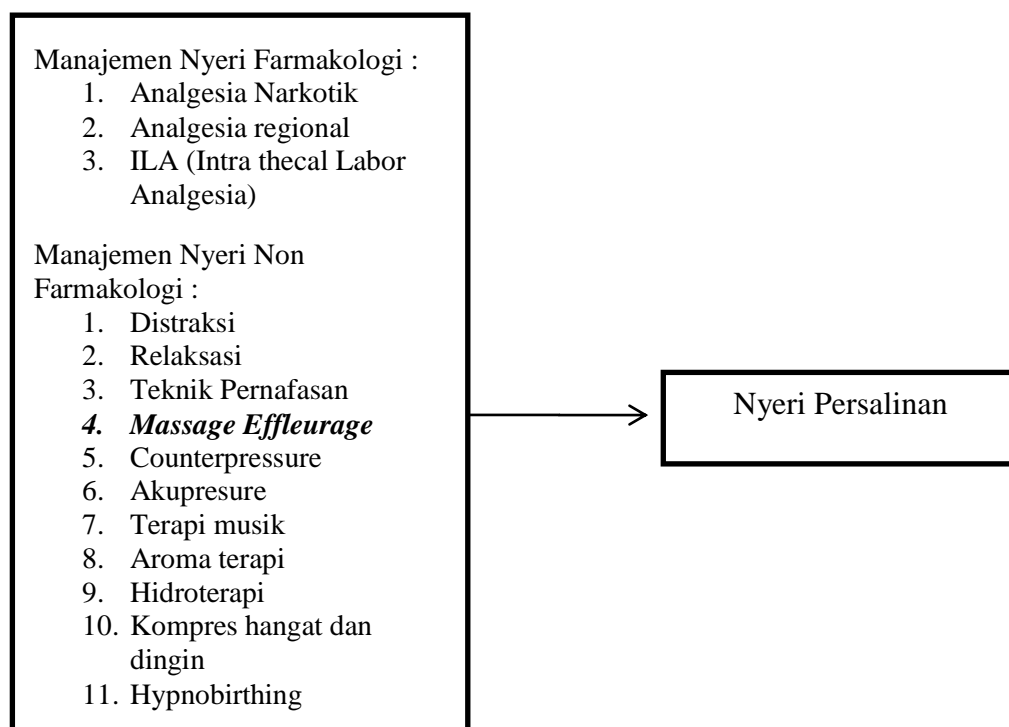 Manajemen Nyeri Farmakologi :
1. Analgesia Narkotik
2. Analgesia regional
3. ILA (Intra thecal Labor
Analgesia)
Manajemen Nyeri Non
Farmakologi :
1. Distraksi
2. Relaksasi
3. Teknik Pernafasan
4. Massage Effleurage
5. Counterpressure
6. Akupresure
7. Terapi musik
8. Aroma terapi
9. Hidroterapi
10. Kompres hangat dan
dingin
11. Hypnobirthing
Nyeri Persalinan